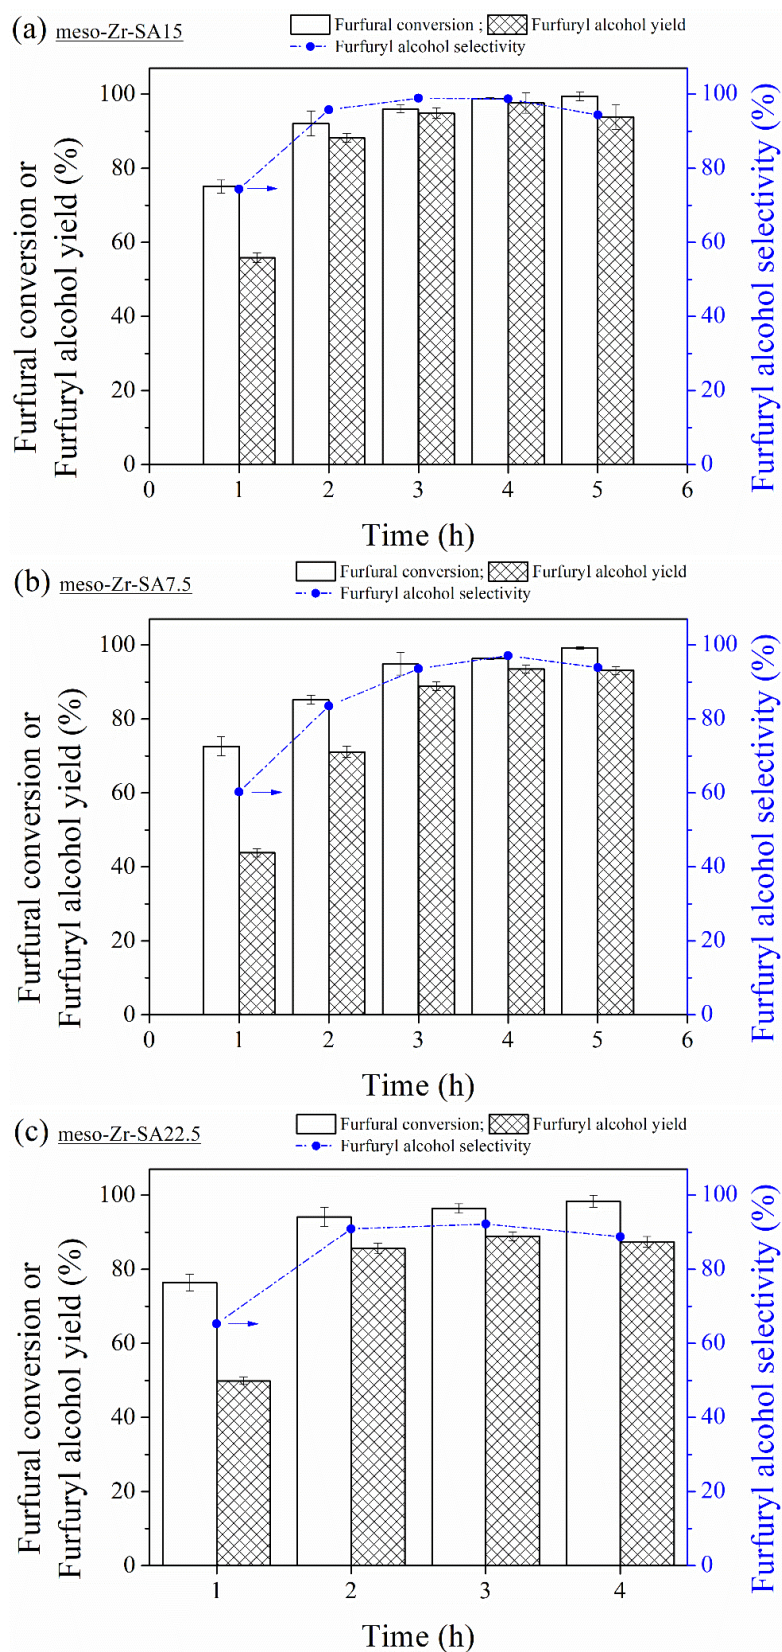 (a) meso-Zr-SA15
Furfural conversion ; Furfuryl alcohol yield
Furfuryl alcohol selectivity
Furfural conversion or
Furfuryl alcohol yield (%)
100
80
60
40
20
0
100
80
60
40
20
0
Furfuryl alcohol selectivity (%)
0 1 2 3 4 5 6
Time (h)
(b) meso-Zr-SA7.5
Furfural conversion; Furfuryl alcohol yield
Furfuryl alcohol selectivity
Furfural conversion or
Furfuryl alcohol yield (%)
100
80
60
40
20
0
100
80
60
40
20
0
Furfuryl alcohol selectivity (%)
0 1 2 3 4 5 6
Time (h)
(c) meso-Zr-SA22.5
Furfural conversion; Furfuryl alcohol yield
Furfuryl alcohol selectivity
Furfural conversion or
Furfuryl alcohol yield (%)
100
80
60
40
20
0
100
80
60
40
20
0
Furfuryl alcohol selectivity (%)
1 2 3 4
Time (h)